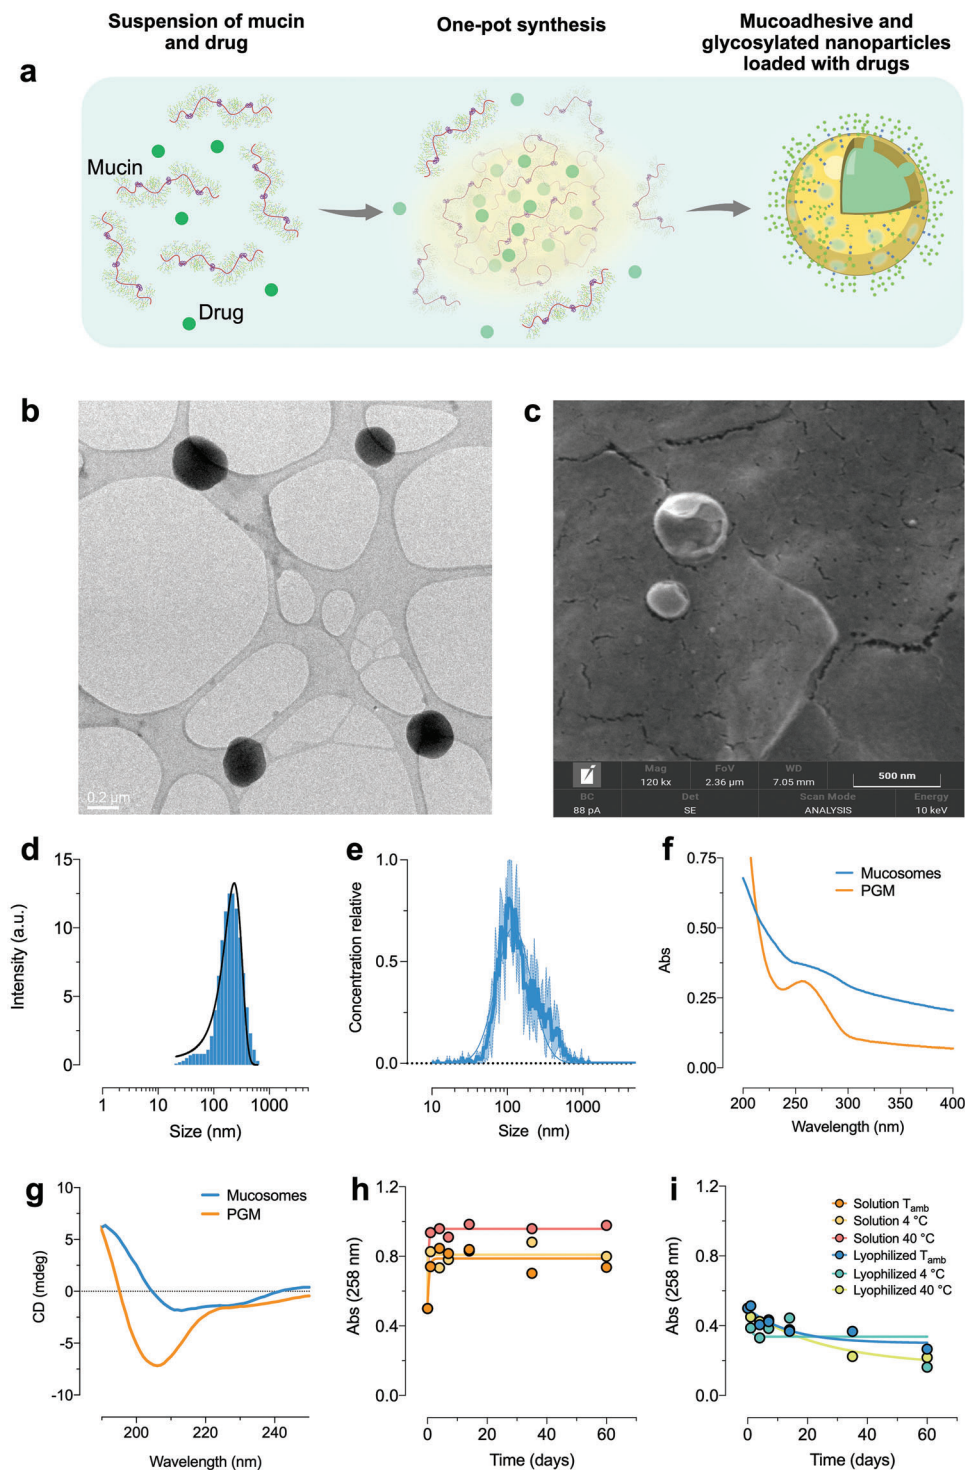 Suspension of mucin
and drug
One-pot synthesis
Mucoadhesive and
glycosylated nanoparticles
loaded with drugs
a
Mucin
Drug
b
0.2 µm
c
Mag
120 kx
FoV
2.36 µm
WD
7.05 mm
500 nm
BC
88 pA
Det
SE
Scan Mode
ANALYSIS
Energy
10 keV
d
Intensity (a.u.)
15
10
5
0
1
10
100
1000
Size (nm)
e
Concentration relative
1.0
0.5
0.0
10
100
1000
Size (nm)
f
Abs
0.75
0.50
0.25
0.00
Mucosomes
PGM
200
250
300
350
400
Wavelength (nm)
g
CD (mdeg)
10
5
0
-5
-10
Mucosomes
PGM
200
220
240
Wavelength (nm)
h
Abs (258 nm)
1.2
0.8
0.4
0.0
0
20
40
60
Time (days)
i
Abs (258 nm)
1.2
0.8
0.4
0.0
Solution Tamb
Solution 4 °C
Solution 40 °C
Lyophilized Tamb
Lyophilized 4 °C
Lyophilized 40 °C
0
20
40
60
Time (days)